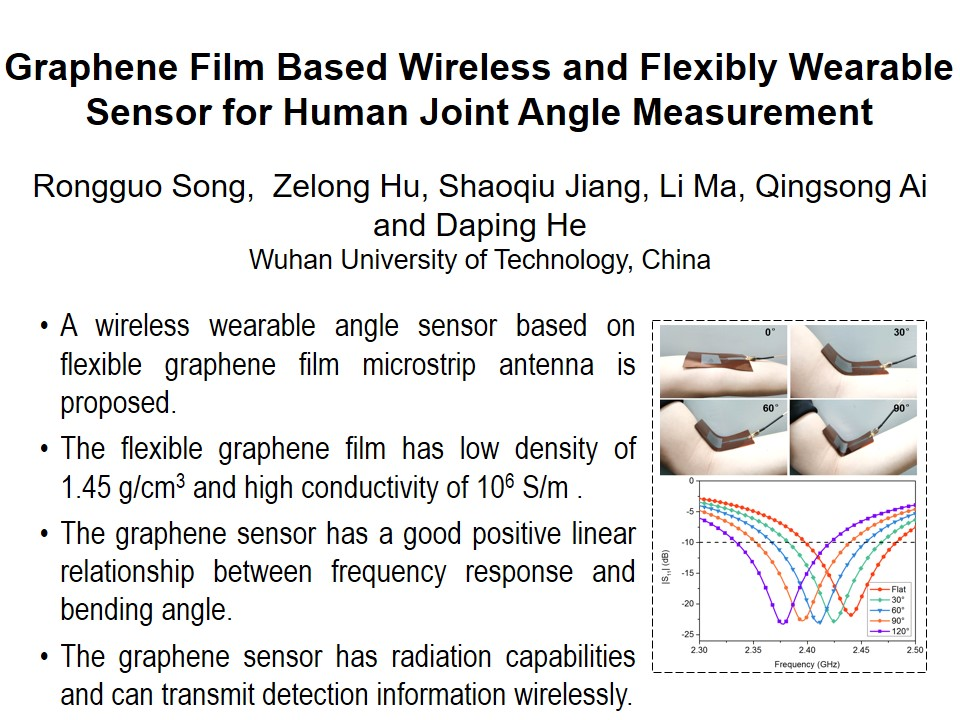 Graphene Film Based Wireless and Flexibly Wearable
Sensor for Human Joint Angle Measurement
Rongguo Song,  Zelong Hu, Shaoqiu Jiang, Li Ma, Qingsong Ai
and Daping He
Wuhan University of Technology, China
• A wireless wearable angle sensor based on
flexible graphene film microstrip antenna is
proposed.
• The flexible graphene film has low density of
1.45 g/cm³ and high conductivity of 10⁶ S/m .
• The graphene sensor has a good positive linear
relationship between frequency response and
bending angle.
• The graphene sensor has radiation capabilities
and can transmit detection information wirelessly.
0°
30°
60°
90°
0
-5
-10
-15
-20
-25
|S₁₁| (dB)
Flat
30°
60°
90°
120°
2.30 2.35 2.40 2.45 2.50
Frequency (GHz)